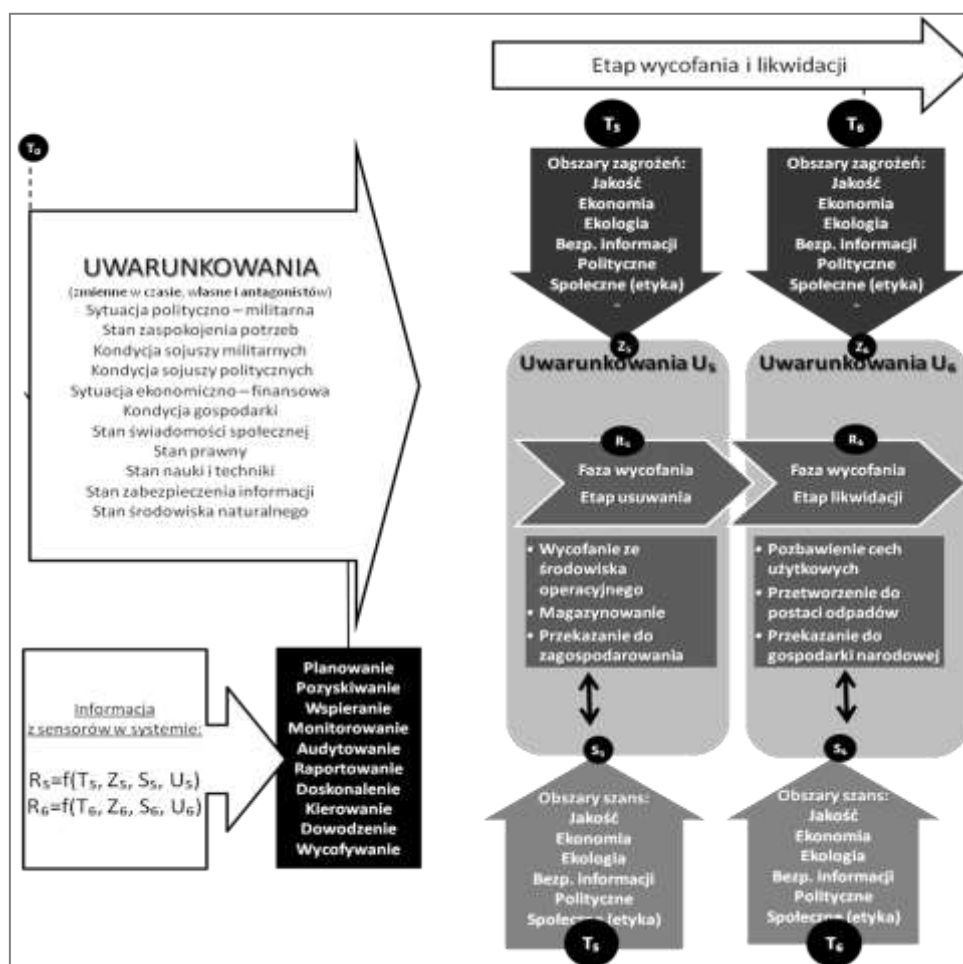 Etap wycofania i likwidacji
T₀
UWARUNKOWANIA
(zmienne w czasie, własne i antagonistów)
Sytuacja polityczno – militarna
Stan zaspokojenia potrzeb
Kondycja sojuszy militarnych
Kondycja sojuszy politycznych
Sytuacja ekonomiczno – finansowa
Kondycja gospodarki
Stan świadomości społecznej
Stan prawny
Stan nauki i techniki
Stan zabezpieczenia informacji
Stan środowiska naturalnego
Informacja
z sensorów w systemie:
R₅=f(T₅, Z₅, S₅, U₅)
R₆=f(T₆, Z₆, S₆, U₆)
Planowanie
Pozyskiwanie
Wspieranie
Monitorowanie
Audytowanie
Raportowanie
Doskonalenie
Kierowanie
Dowodzenie
Wycofywanie
T₅
Obszary zagrożeń:
Jakość
Ekonomia
Ekologia
Bezp. informacji
Polityczne
Społeczne (etyka)
Z₅
Uwarunkowania U₅
Faza wycofania
Etap usuwania
• Wycofanie ze
środowiska
operacyjnego
• Magazynowanie
• Przekazanie do
zagospodarowania
S₅
Obszary szans:
Jakość
Ekonomia
Ekologia
Bezp. informacji
Polityczne
Społeczne (etyka)
T₅
T₆
Obszary zagrożeń:
Jakość
Ekonomia
Ekologia
Bezp. informacji
Polityczne
Społeczne (etyka)
Z₆
Uwarunkowania U₆
R₆
Faza wycofania
Etap likwidacji
• Pozbawienie cech
użytkowych
• Przetworzenie do
postaci odpadów
• Przekazanie do
gospodarki narodowej
S₆
Obszary szans:
Jakość
Ekonomia
Ekologia
Bezp. informacji
Polityczne
Społeczne (etyka)
T₆